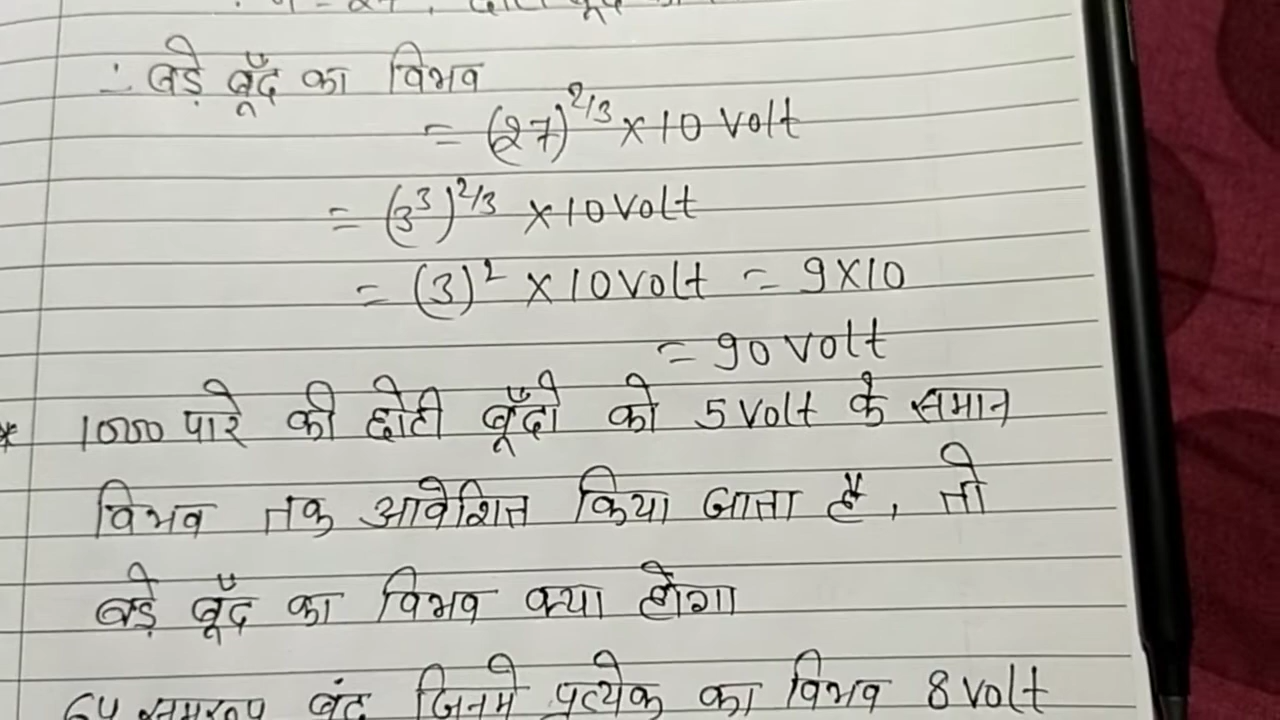 ∴ बड़े बूँद का विभव
= (27)^2/3 × 10 Volt
= (3^3)^2/3 × 10 Volt
= (3)^2 × 10 volt = 9×10
= 90 volt
* 1000 पारे की छोटी बूँदों को 5 Volt के समान
विभव तक आवेशित किया जाता है, तो
बड़े बूँद का विभव क्या होगा
64 समरूप बूंद जिनमे प्रत्येक का विभव 8 volt